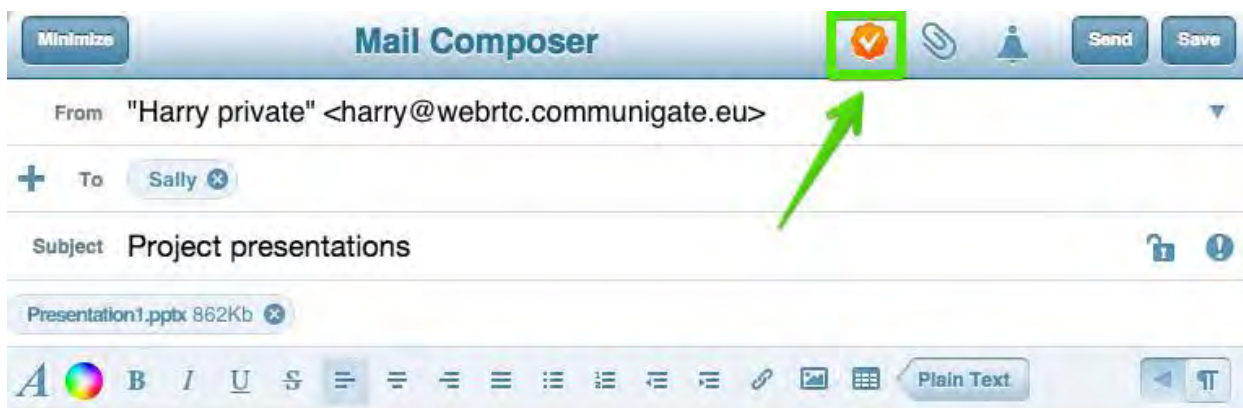 Minimize Mail Composer Send Save
From "Harry private" <harry@webrtc.communigate.eu>
To Sally
Subject Project presentations
Presentation1.pptx 862Kb
A B I U S Plain Text ¶